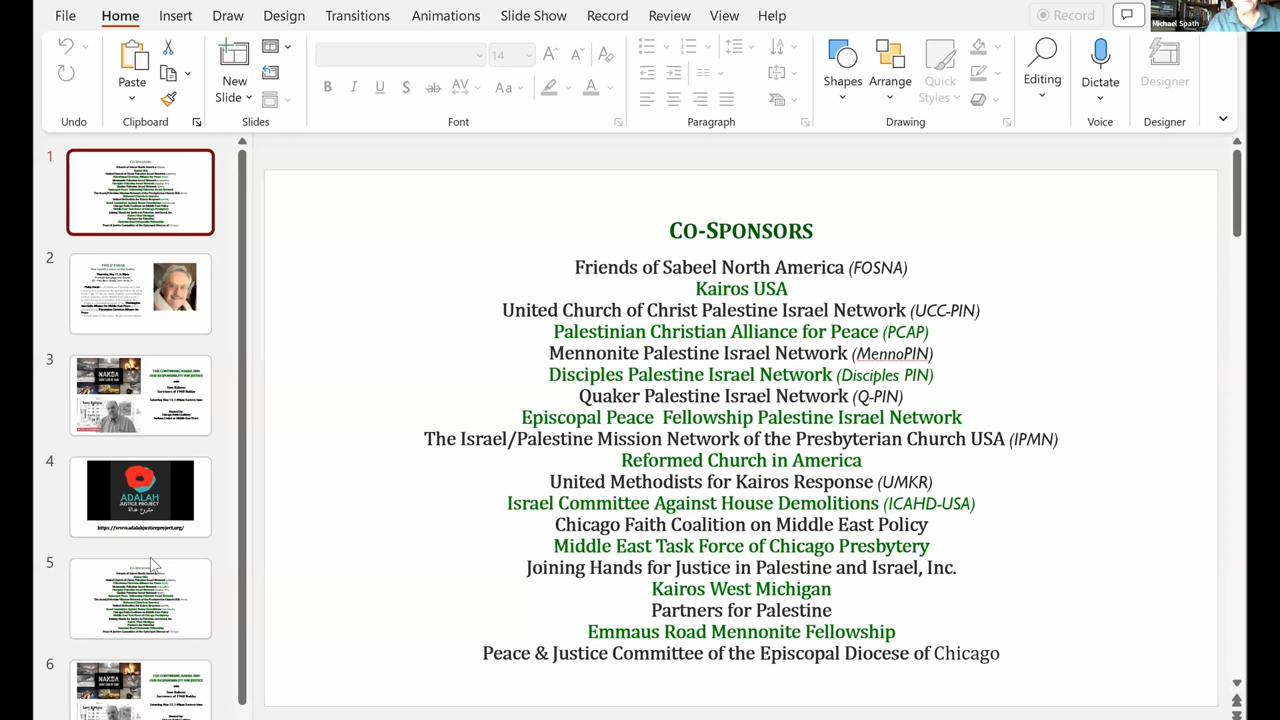 File Home Insert Draw Design Transitions Animations Slide Show Record Review View Help
Record
Michael Spath
Paste
New
Slide
Shapes
Arrange
Quick
Styles
Editing
Designer
B I U S ab
Aa
Undo Clipboard Slides Font Paragraph Drawing Voice Designer
1
2
3
NAKBA
4
ADALAH
JUSTICE PROJECT
https://www.adalahjusticeproject.org/
5
6
NAKBA
CO-SPONSORS
Friends of Sabeel North America (FOSNA)
Kairos USA
United Church of Christ Palestine Israel Network (UCC-PIN)
Palestinian Christian Alliance for Peace (PCAP)
Mennonite Palestine Israel Network (MennoPIN)
Disciples Palestine Israel Network (Disciples PIN)
Quaker Palestine Israel Network (Q-PIN)
Episcopal Peace Fellowship Palestine Israel Network
The Israel/Palestine Mission Network of the Presbyterian Church USA (IPMN)
Reformed Church in America
United Methodists for Kairos Response (UMKR)
Israel Committee Against House Demolitions (ICAHD-USA)
Chicago Faith Coalition on Middle East Policy
Middle East Task Force of Chicago Presbytery
Joining Hands for Justice in Palestine and Israel, Inc.
Kairos West Michigan
Partners for Palestine
Emmaus Road Mennonite Fellowship
Peace & Justice Committee of the Episcopal Diocese of Chicago